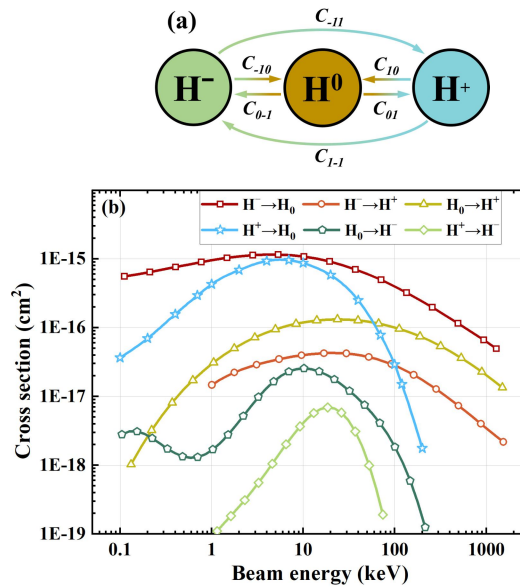 (a)
C₋₁₁
H⁻ C₋₁₀ H⁰ C₁₀ H⁺
C₀₋₁ C₀₁
C₁₋₁
(b)
H⁻→H₀ H⁻→H⁺ H₀→H⁺
H⁺→H₀ H₀→H⁻ H⁺→H⁻
Cross section (cm²)
1E-15
1E-16
1E-17
1E-18
1E-19
0.1 1 10 100 1000
Beam energy (keV)